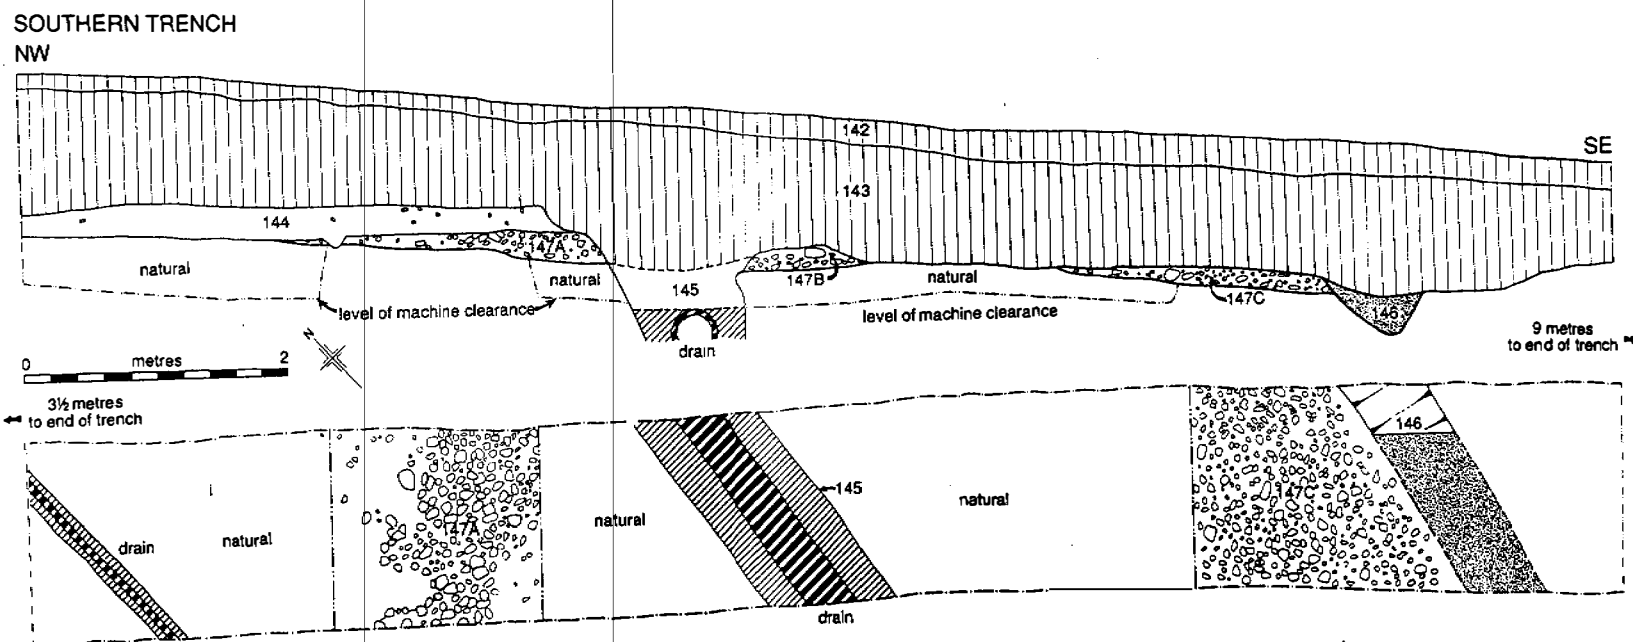 SOUTHERN TRENCH
NW
SE
142
143
144
147A
natural
natural
145
147B
natural
147C
146
level of machine clearance
level of machine clearance
drain
9 metres
to end of trench
N
0 metres 2
3½ metres
to end of trench
146
145
147C
147A
natural
natural
natural
drain
drain